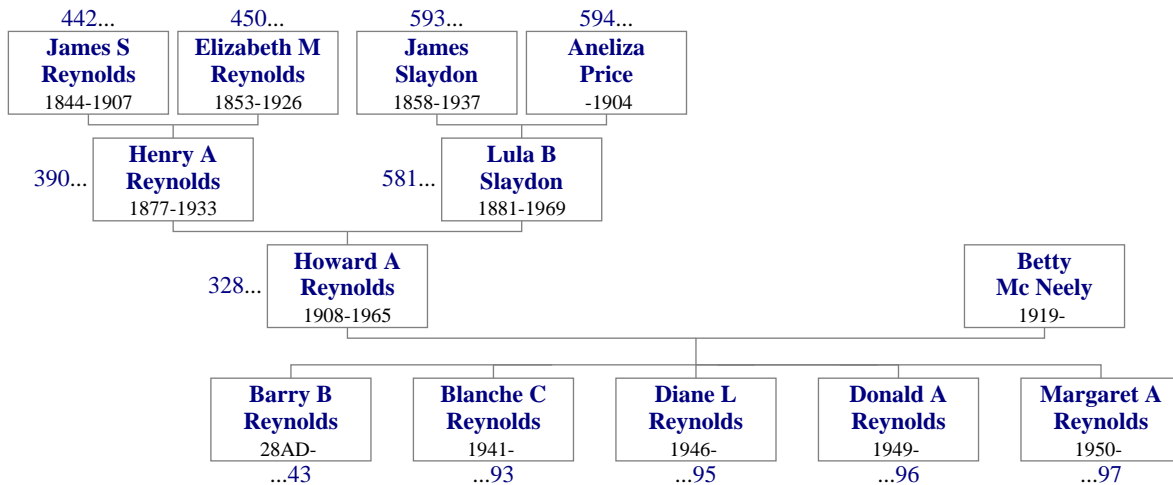 442... 450... 593... 594...
James S Elizabeth M James Aneliza
Reynolds Reynolds Slaydon Price
1844-1907 1853-1926 1858-1937 -1904
Henry A Lula B
390... Reynolds 581... Slaydon
1877-1933 1881-1969
Howard A Betty
328... Reynolds Mc Neely
1908-1965 1919-
Barry B Blanche C Diane L Donald A Margaret A
Reynolds Reynolds Reynolds Reynolds Reynolds
28AD- 1941- 1946- 1949- 1950-
...43 ...93 ...95 ...96 ...97